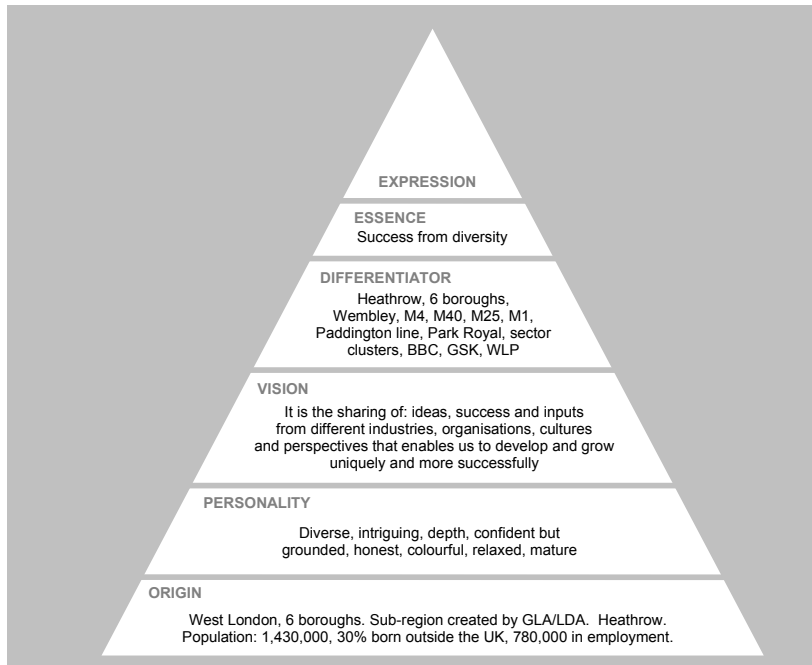 EXPRESSION
ESSENCE
Success from diversity
DIFFERENTIATOR
Heathrow, 6 boroughs,
Wembley, M4, M40, M25, M1,
Paddington line, Park Royal, sector
clusters, BBC, GSK, WLP
VISION
It is the sharing of: ideas, success and inputs
from different industries, organisations, cultures
and perspectives that enables us to develop and grow
uniquely and more successfully
PERSONALITY
Diverse, intriguing, depth, confident but
grounded, honest, colourful, relaxed, mature
ORIGIN
West London, 6 boroughs. Sub-region created by GLA/LDA. Heathrow.
Population: 1,430,000, 30% born outside the UK, 780,000 in employment.